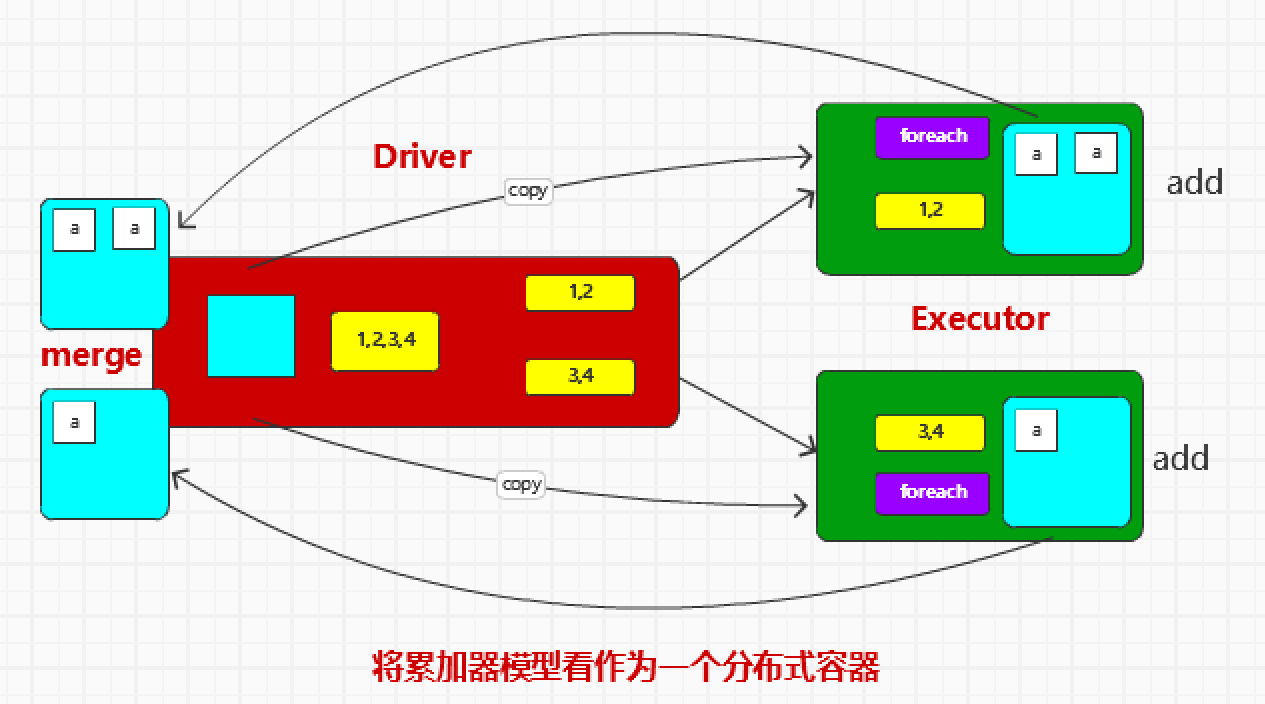 Driver
copy
foreach
a
a
1,2
add
a
a
merge
a
1,2,3,4
1,2
3,4
Executor
copy
3,4
foreach
a
add
将累加器模型看作为一个分布式容器